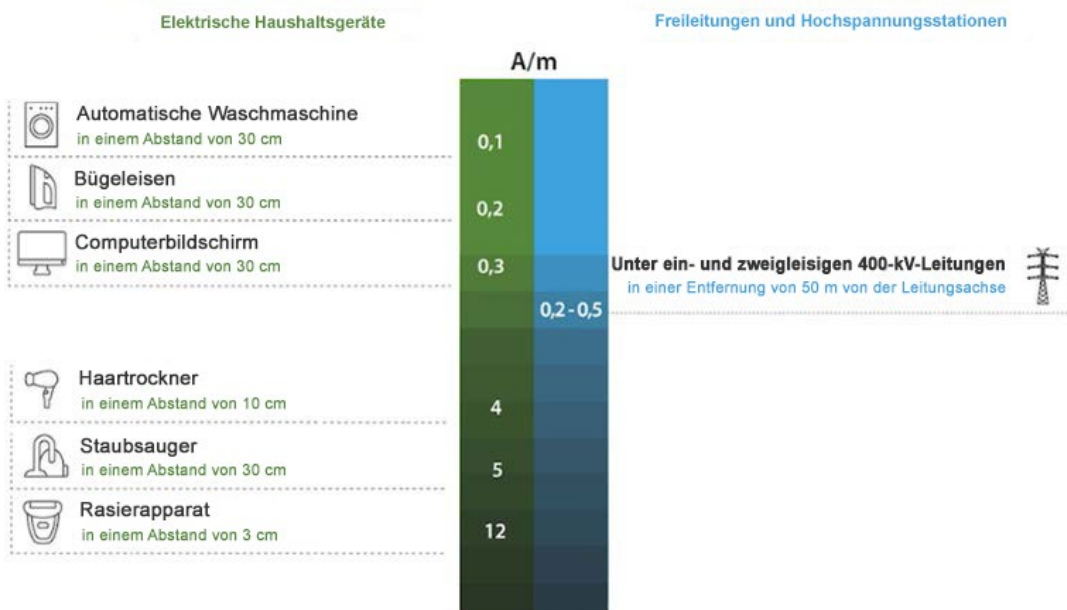 Elektrische Haushaltsgeräte
Freileitungen und Hochspannungsstationen
A/m
Automatische Waschmaschine
in einem Abstand von 30 cm
0,1
Bügeleisen
in einem Abstand von 30 cm
0,2
Computerbildschirm
in einem Abstand von 30 cm
0,3
Unter ein- und zweigleisigen 400-kV-Leitungen
in einer Entfernung von 50 m von der Leitungsachse
0,2 - 0,5
Haartrockner
in einem Abstand von 10 cm
4
Staubsauger
in einem Abstand von 30 cm
5
Rasierapparat
in einem Abstand von 3 cm
12